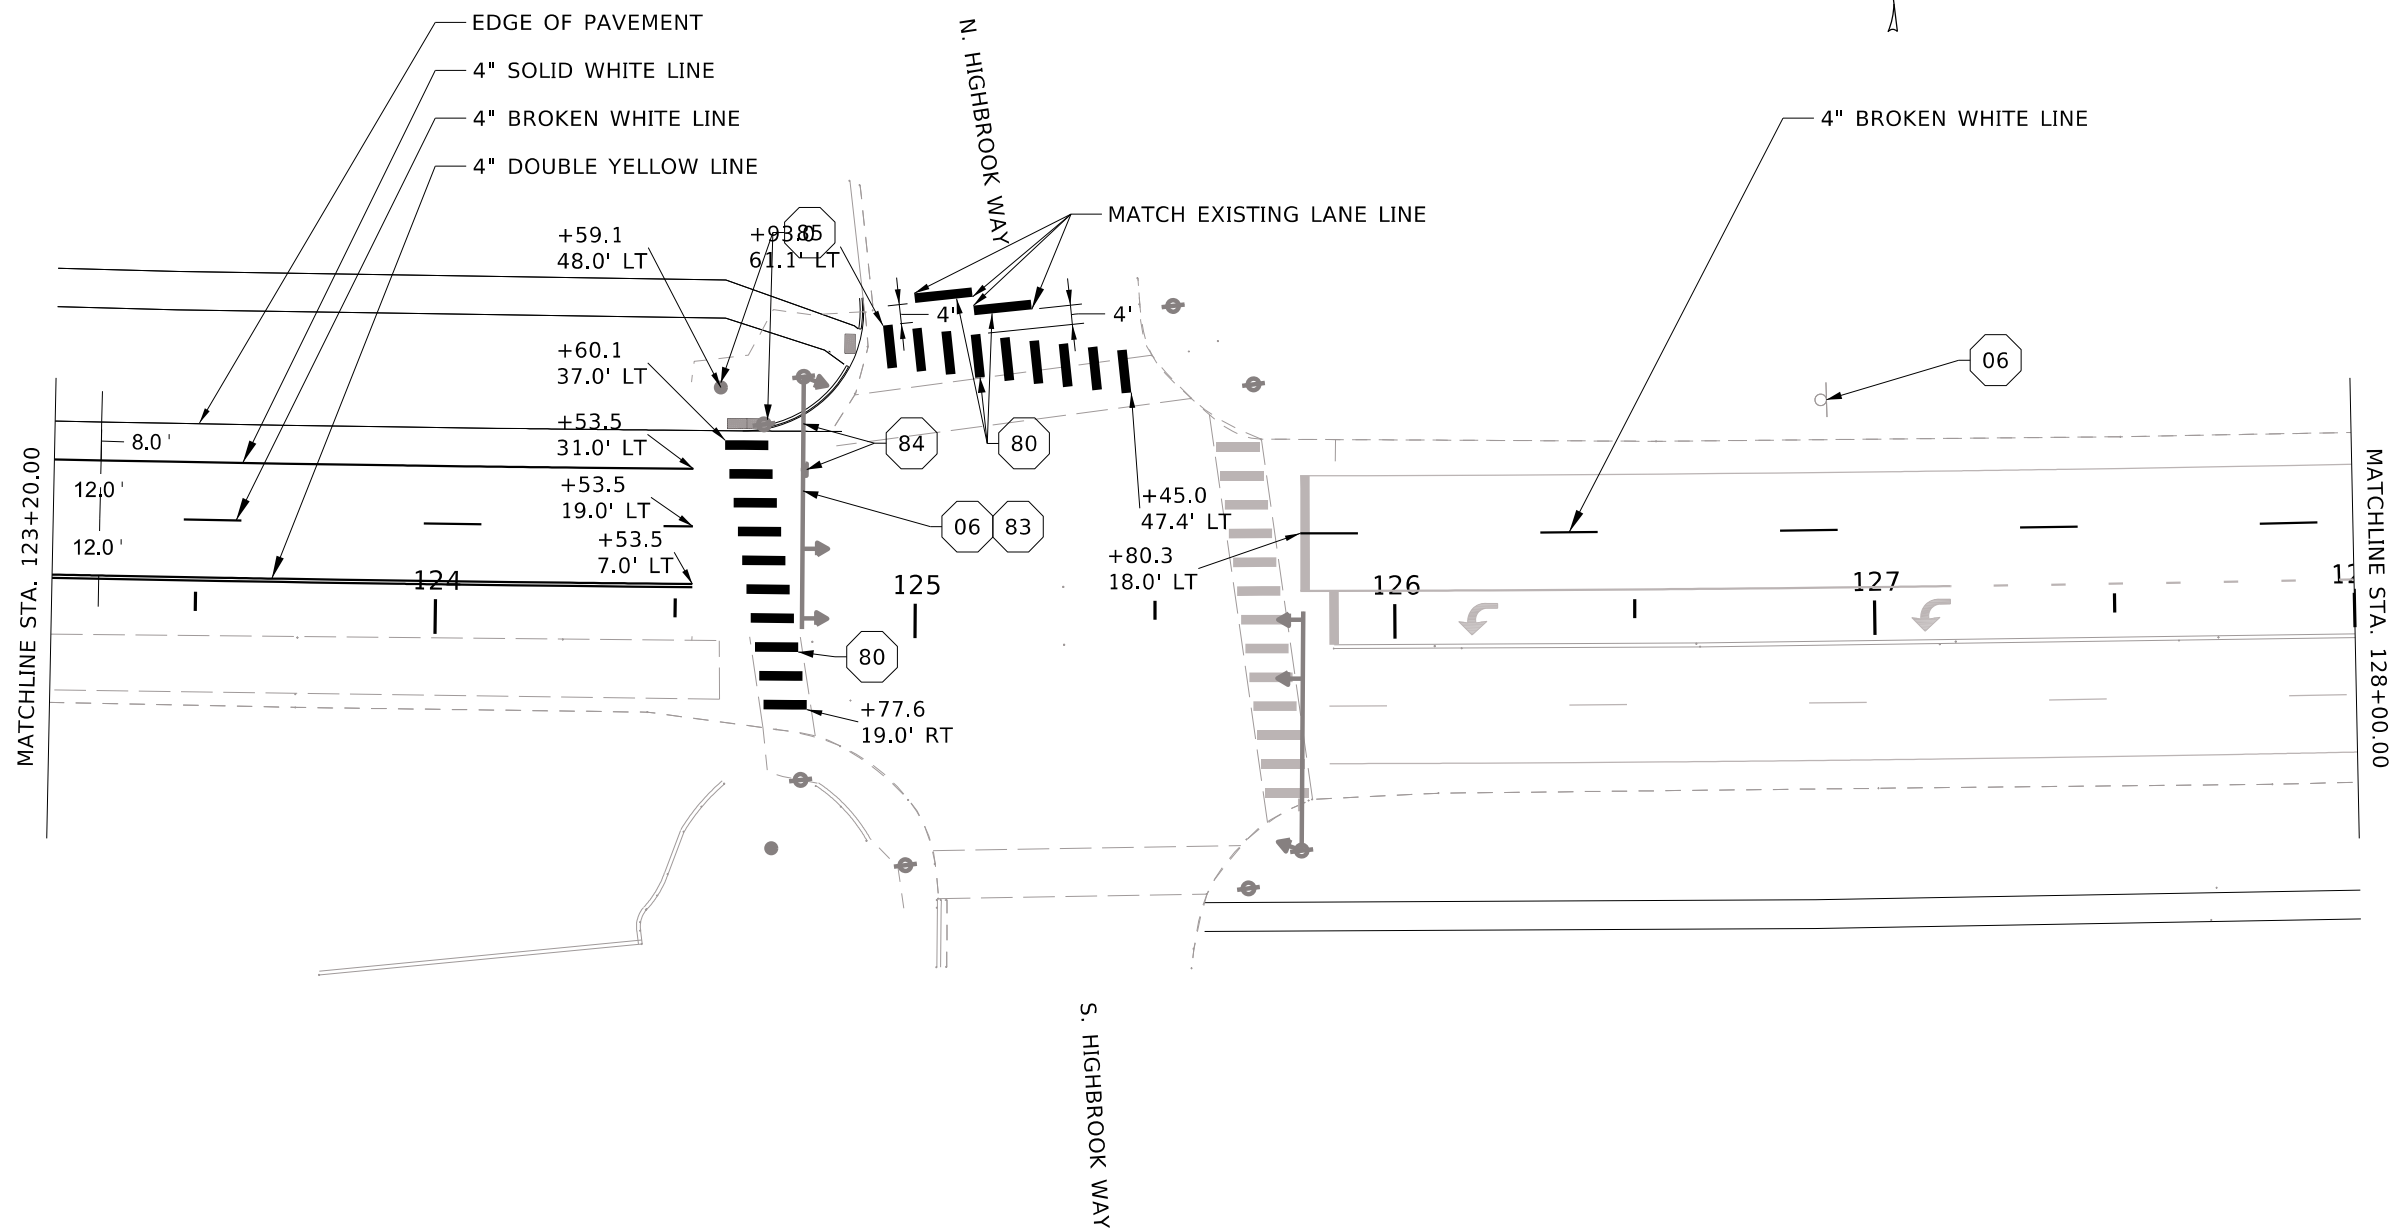 EDGE OF PAVEMENT
4" SOLID WHITE LINE
4" BROKEN WHITE LINE
4" DOUBLE YELLOW LINE
N. HIGHBROOK WAY
4" BROKEN WHITE LINE
MATCH EXISTING LANE LINE
+59.1
48.0' LT
+93.0
61.1' LT
85
4'
4'
+60.1
37.0' LT
06
+53.5
31.0' LT
84
80
8.0'
12.0'
12.0'
+53.5
19.0' LT
+53.5
7.0' LT
06
83
+45.0
47.4' LT
+80.3
18.0' LT
124
125
126
127
80
+77.6
19.0' RT
MATCHLINE STA. 123+20.00
MATCHLINE STA. 128+00.00
S. HIGHBROOK WAY